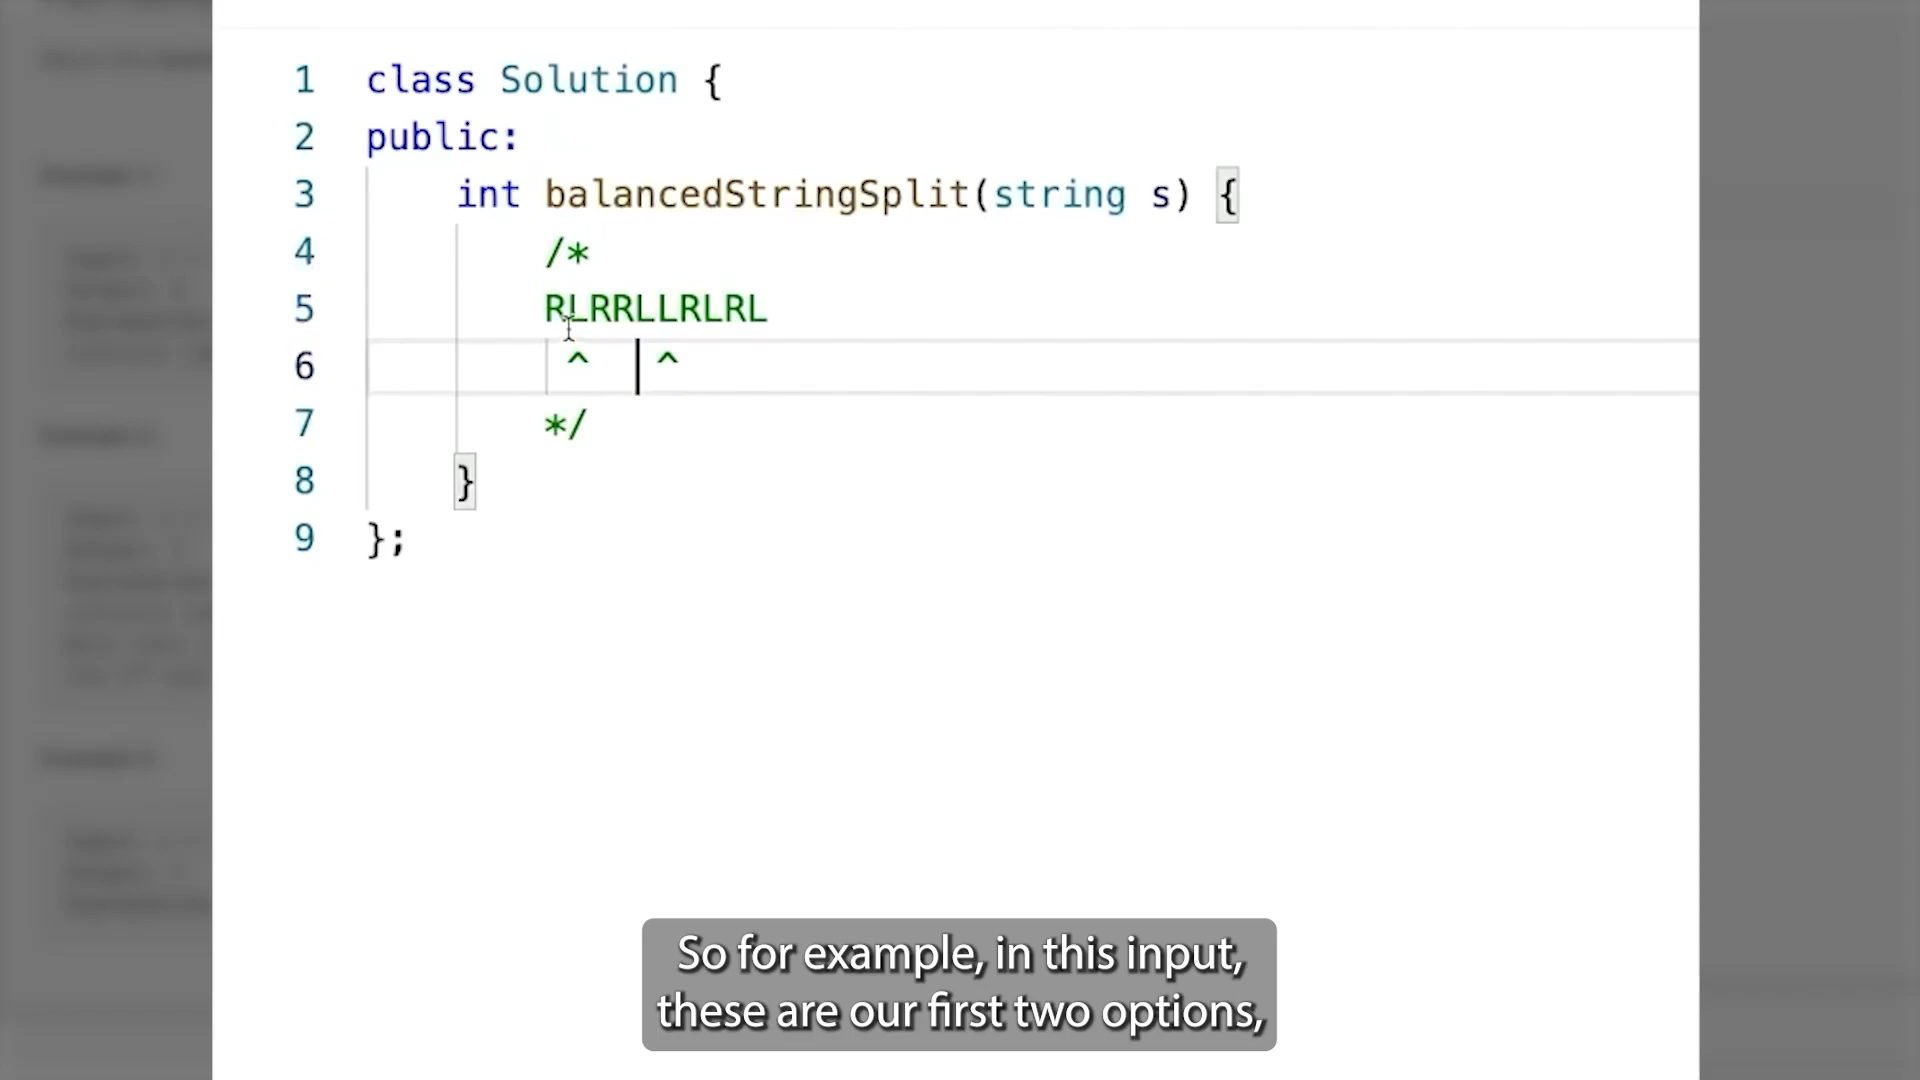 1 class Solution {
2 public:
3 int balancedStringSplit(string s) {
4 /*
5 RLRRLLRLRL
6 ^ ^
7 */
8 }
9 };
So for example, in this input,
these are our first two options,